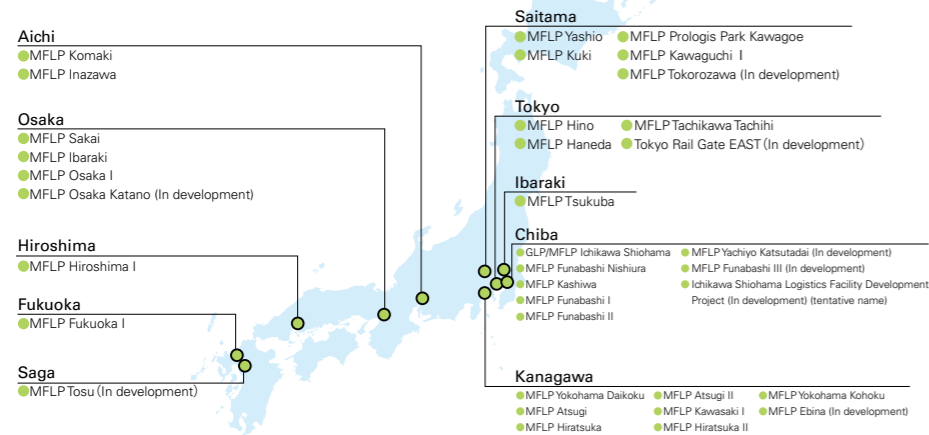 Aichi
MFLP Komaki
MFLP Inazawa
Osaka
MFLP Sakai
MFLP Ibaraki
MFLP Osaka I
MFLP Osaka Katano (In development)
Hiroshima
MFLP Hiroshima I
Fukuoka
MFLP Fukuoka I
Saga
MFLP Tosu (In development)
Saitama
MFLP Yashio
MFLP Kuki
MFLP Prologis Park Kawagoe
MFLP Kawaguchi I
MFLP Tokorozawa (In development)
Tokyo
MFLP Hino
MFLP Haneda
MFLP Tachikawa Tachihi
Tokyo Rail Gate EAST (In development)
Ibaraki
MFLP Tsukuba
Chiba
GLP/MFLP Ichikawa Shiohama
MFLP Funabashi Nishiura
MFLP Kashiwa
MFLP Funabashi I
MFLP Funabashi II
MFLP Yachiyo Katsutadai (In development)
MFLP Funabashi III (In development)
Ichikawa Shiohama Logistics Facility Development
Project (In development) (tentative name)
Kanagawa
MFLP Yokohama Daikoku
MFLP Atsugi
MFLP Hiratsuka
MFLP Atsugi II
MFLP Kawasaki I
MFLP Hiratsuka II
MFLP Yokohama Kohoku
MFLP Ebina (In development)